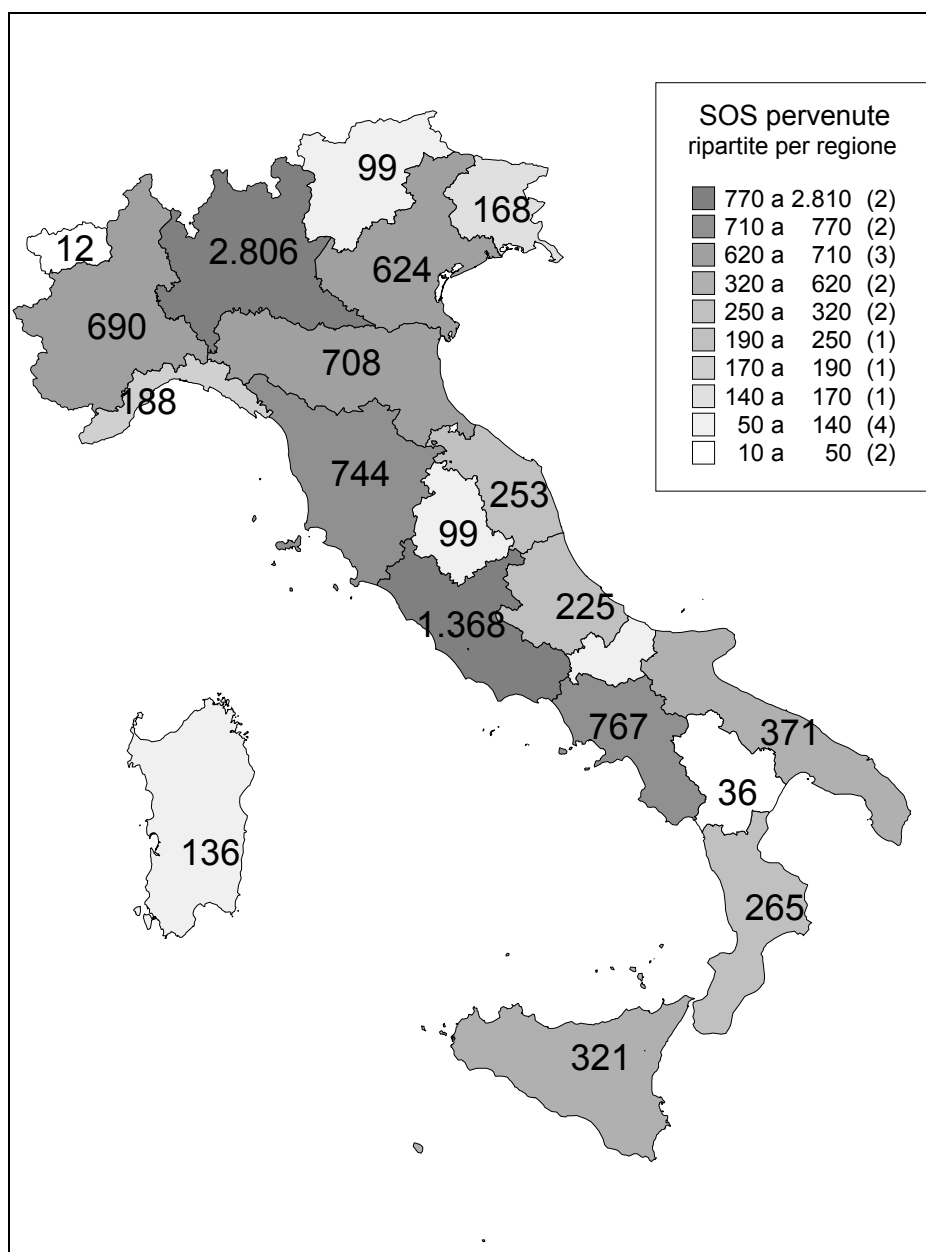 SOS pervenute
ripartite per regione
770 a 2.810 (2)
710 a 770 (2)
620 a 710 (3)
320 a 620 (2)
250 a 320 (2)
190 a 250 (1)
170 a 190 (1)
140 a 170 (1)
50 a 140 (4)
10 a 50 (2)
99
168
12
2.806
624
690
708
188
744
253
99
225
1.368
767
371
36
136
265
321